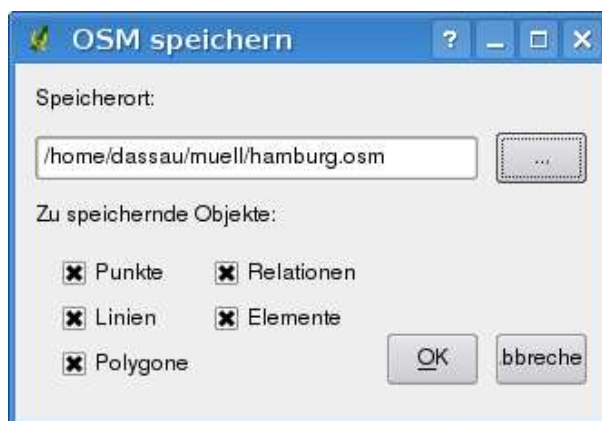 OSM speichern
Speicherort:
/home/dassau/muell/hamburg.osm
...
Zu speichernde Objekte:
Punkte Relationen
Linien Elemente
Polygone
OK bbreche